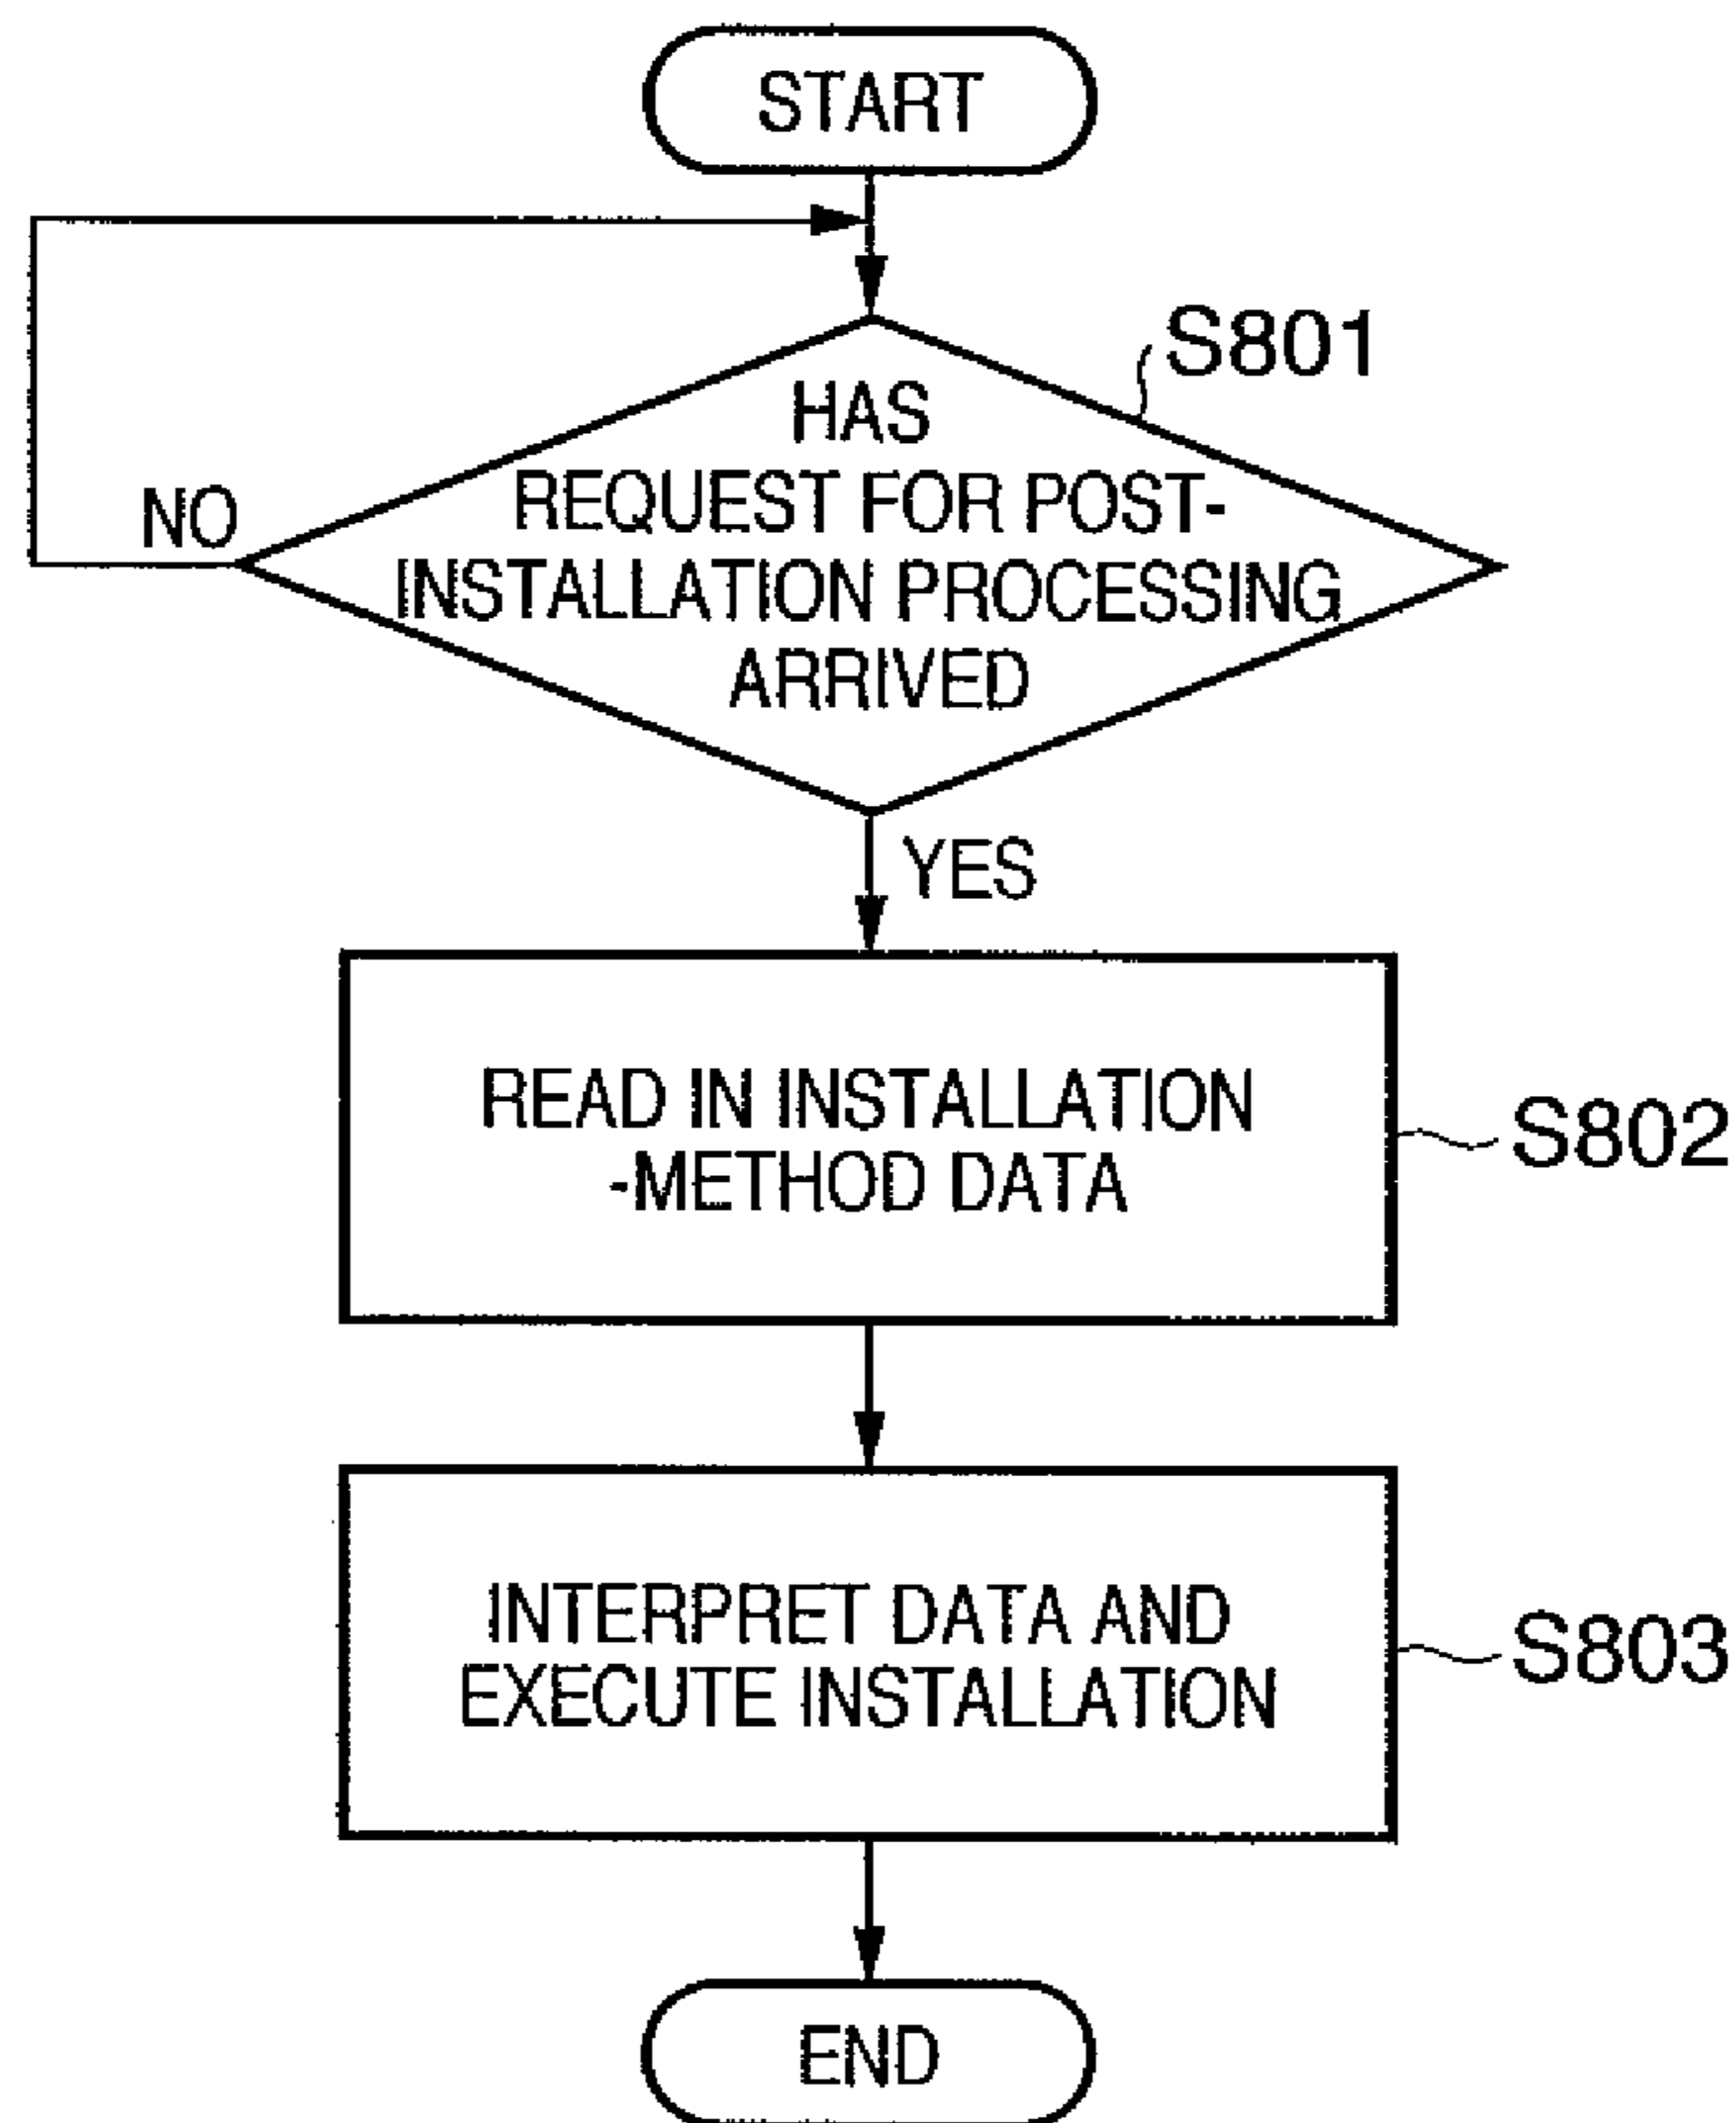 START
S801
HAS
REQUEST FOR POST-
INSTALLATION PROCESSING
ARRIVED
NO
YES
READ IN INSTALLATION
-METHOD DATA
S802
INTERPRET DATA AND
EXECUTE INSTALLATION
S803
END